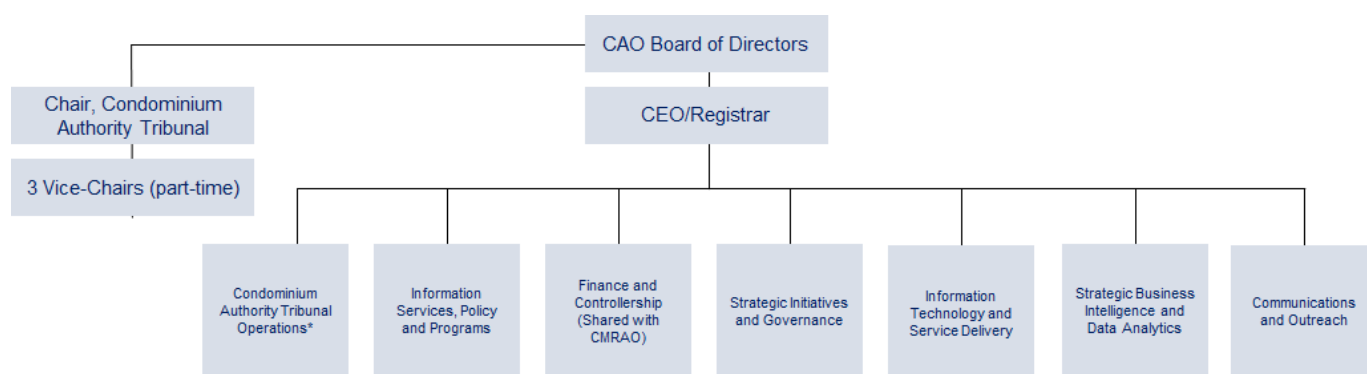 CAO Board of Directors
Chair, Condominium
Authority Tribunal
CEO/Registrar
3 Vice-Chairs (part-time)
Condominium
Authority Tribunal
Operations*
Information
Services, Policy
and Programs
Finance and
Controllership
(Shared with
CMRAO)
Strategic Initiatives
and Governance
Information
Technology and
Service Delivery
Strategic Business
Intelligence and
Data Analytics
Communications
and Outreach